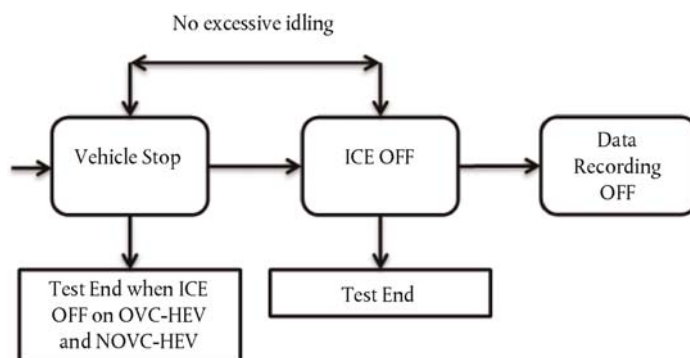 No excessive idling
Vehicle Stop
ICE OFF
Data
Recording
OFF
Test End when ICE
OFF on OVC-HEV
and NOVC-HEV
Test End